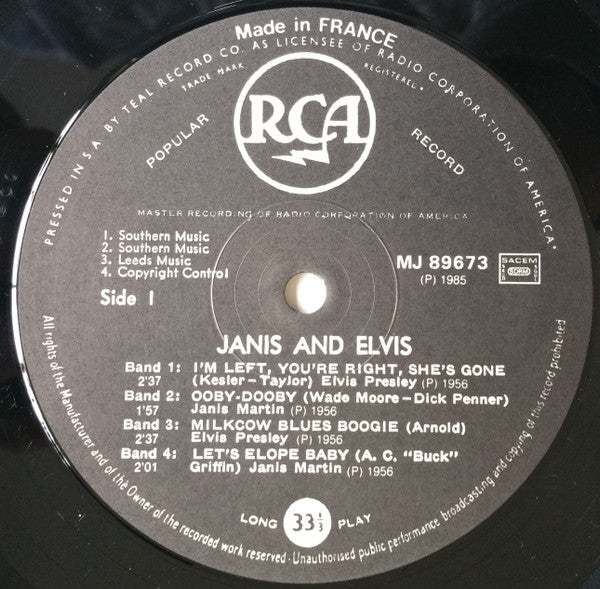 Made in FRANCE
PRESSED IN S.A. BY TEAL RECORD CO. AS LICENSEE OF RADIO CORPORATION OF AMERICA.
TRADE MARK REGISTERED.
RCA
POPULAR RECORD
MASTER RECORDING OF RADIO CORPORATION OF AMERICA
1. Southern Music
2. Southern Music
3. Leeds Music
4. Copyright Control
Side 1
MJ 89673
(P) 1985
SACEM
SDRM
JANIS AND ELVIS
Band 1: I'M LEFT, YOU'RE RIGHT, SHE'S GONE
2'37 (Kesler-Taylor) Elvis Presley (P) 1956
Band 2: OOBY-DOOBY (Wade Moore-Dick Penner)
1'57 Janis Martin (P) 1956
Band 3: MILKCOW BLUES BOOGIE (Arnold)
2'37 Elvis Presley (P) 1956
Band 4: LET'S ELOPE BABY (A. C. "Buck"
2'01 Griffin) Janis Martin (P) 1956
LONG 33 1/3 PLAY
All rights of the Manufacturer and of the Owner of the recorded work reserved · Unauthorised public performance broadcasting and copying of this record prohibited